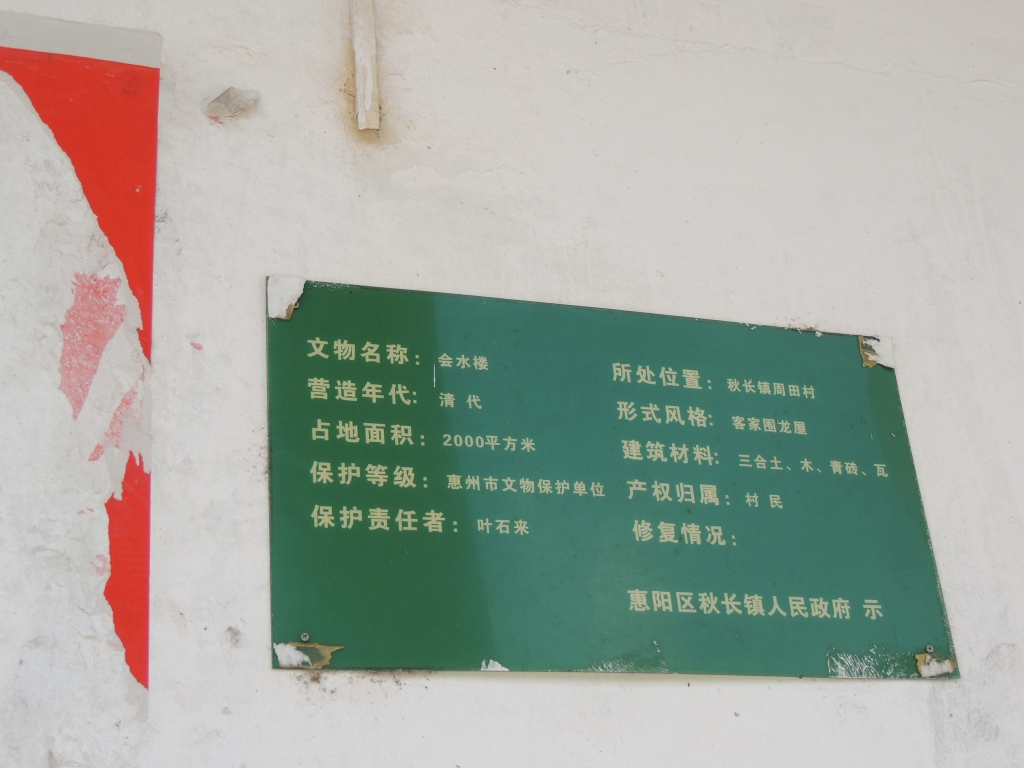 文物名称：会水楼
营造年代：清 代
占地面积：2000平方米
保护等级：惠州市文物保护单位
保护责任者：叶石来
所处位置：秋长镇周田村
形式风格：客家围龙屋
建筑材料：三合土、木、青砖、瓦
产权归属：村 民
修复情况：
惠阳区秋长镇人民政府 示